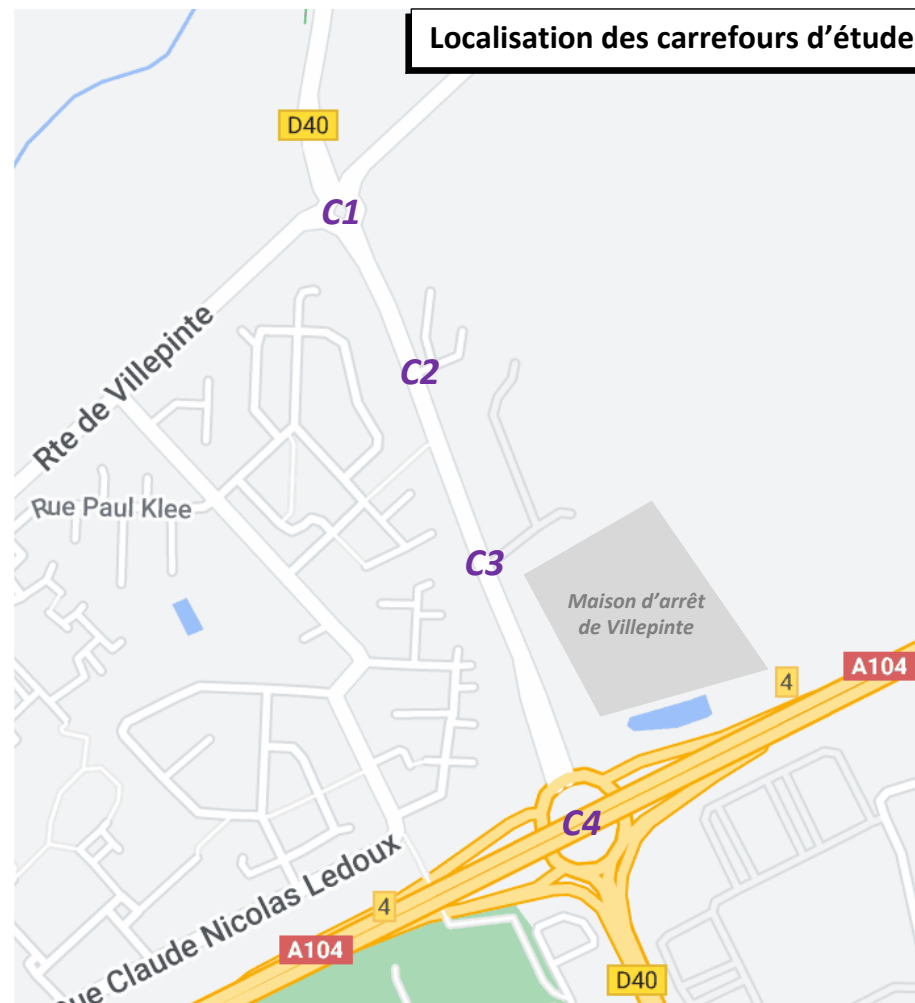 Localisation des carrefours d’étude
D40
C1
Rte de Villepinte
C2
Rue Paul Klee
C3
Maison d’arrêt
de Villepinte
A104
4
C4
Rue Claude Nicolas Ledoux
4
A104
D40